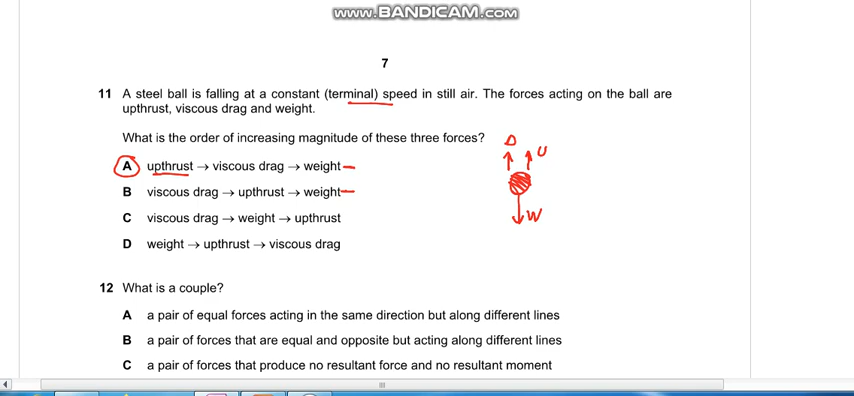 www.BANDICAM.com
7
11 A steel ball is falling at a constant (terminal) speed in still air. The forces acting on the ball are
upthrust, viscous drag and weight.
What is the order of increasing magnitude of these three forces?
A upthrust → viscous drag → weight
B viscous drag → upthrust → weight
C viscous drag → weight → upthrust
D weight → upthrust → viscous drag
D U
W
12 What is a couple?
A a pair of equal forces acting in the same direction but along different lines
B a pair of forces that are equal and opposite but acting along different lines
C a pair of forces that produce no resultant force and no resultant moment